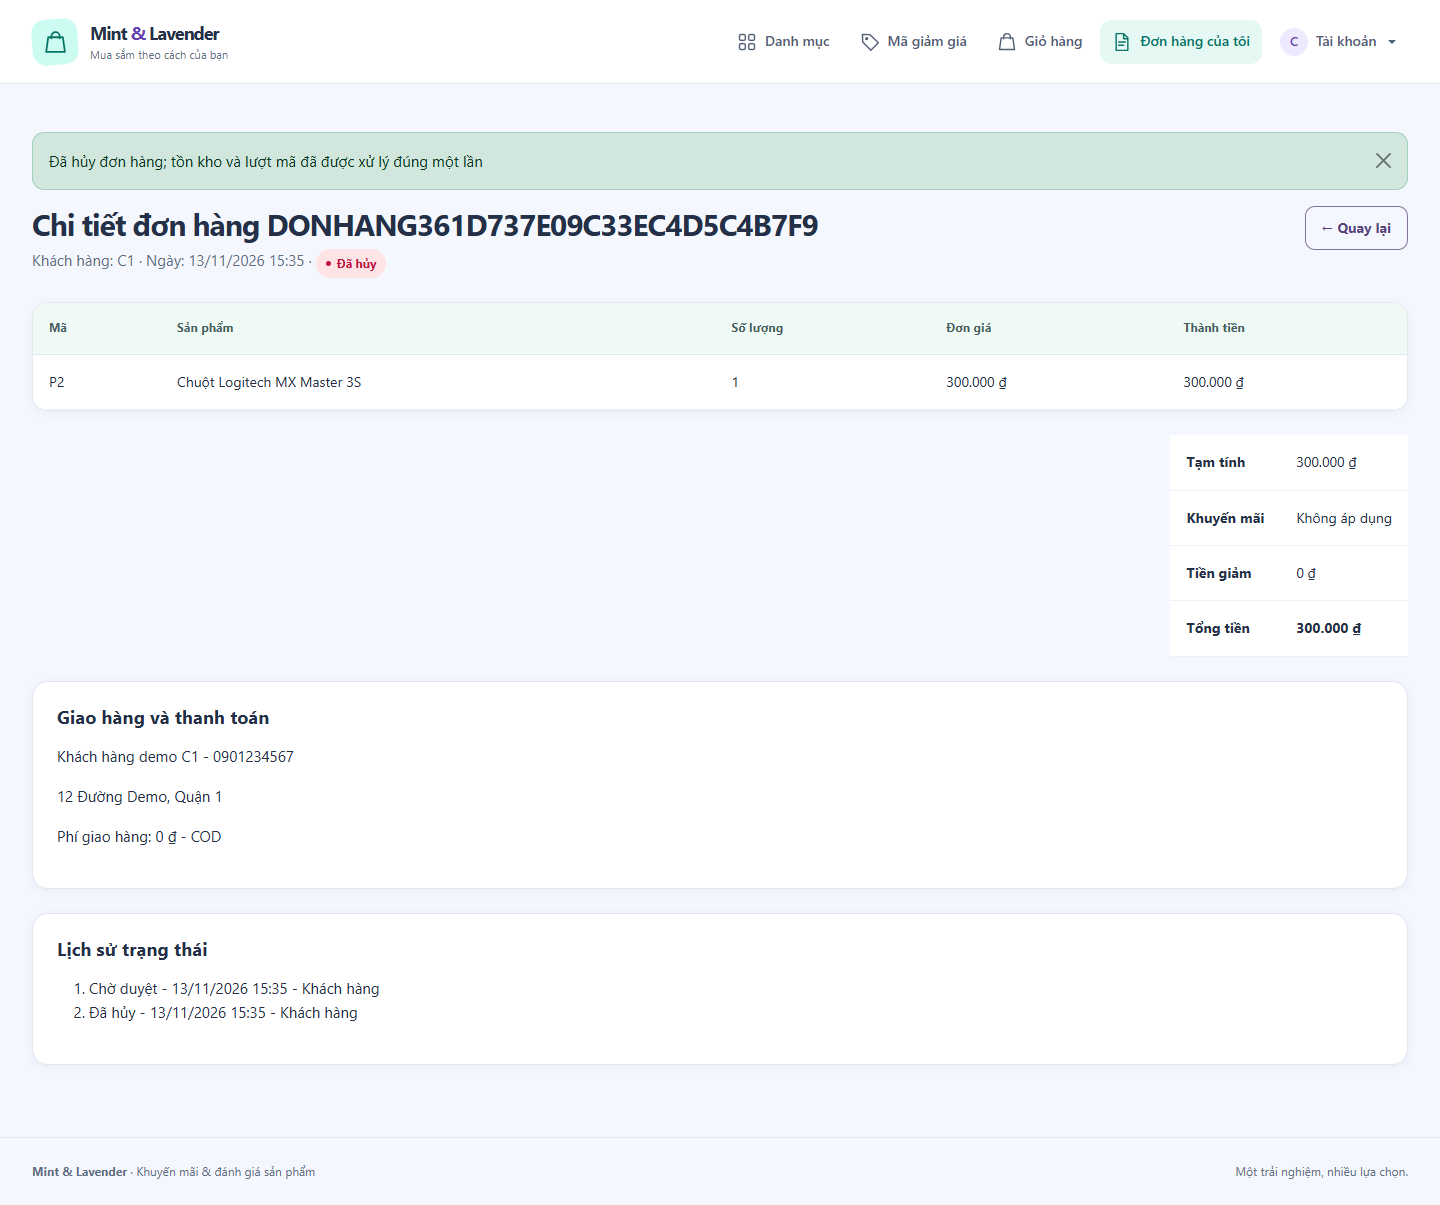 Mint & Lavender
Mua sắm theo cách của bạn
Danh mục
Mã giảm giá
Giỏ hàng
Đơn hàng của tôi
C
Tài khoản
Đã hủy đơn hàng; tồn kho và lượt mã đã được xử lý đúng một lần
Chi tiết đơn hàng DONHANG361D737E09C33EC4D5C4B7F9
← Quay lại
Khách hàng: C1 · Ngày: 13/11/2026 15:35 · • Đã hủy
Mã Sản phẩm Số lượng Đơn giá Thành tiền
P2 Chuột Logitech MX Master 3S 1 300.000 ₫ 300.000 ₫
Tạm tính 300.000 ₫
Khuyến mãi Không áp dụng
Tiền giảm 0 ₫
Tổng tiền 300.000 ₫
Giao hàng và thanh toán
Khách hàng demo C1 - 0901234567
12 Đường Demo, Quận 1
Phí giao hàng: 0 ₫ - COD
Lịch sử trạng thái
1. Chờ duyệt - 13/11/2026 15:35 - Khách hàng
2. Đã hủy - 13/11/2026 15:35 - Khách hàng
Mint & Lavender · Khuyến mãi & đánh giá sản phẩm
Một trải nghiệm, nhiều lựa chọn.